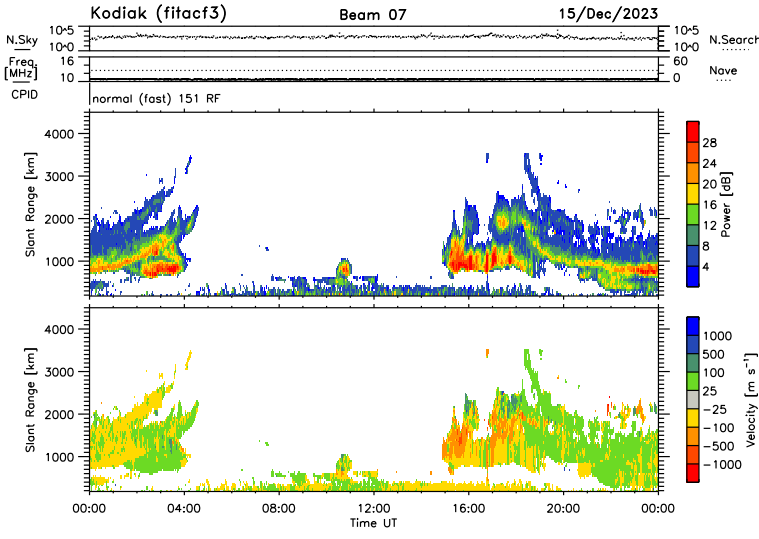 Kodiak (fitacf3) Beam 07 15/Dec/2023
N.Sky 10^5 10^0 10^5 10^0 N.Search
Freq. [MHz] 16 10 60 0 Nave
CPID normal (fast) 151 RF
Slant Range [km] 4000 3000 2000 1000
28 24 20 16 12 8 4 Power [dB]
Slant Range [km] 4000 3000 2000 1000
1000 500 100 25 −25 −100 −500 −1000 Velocity [m s⁻¹]
00:00 04:00 08:00 12:00 16:00 20:00 00:00
Time UT